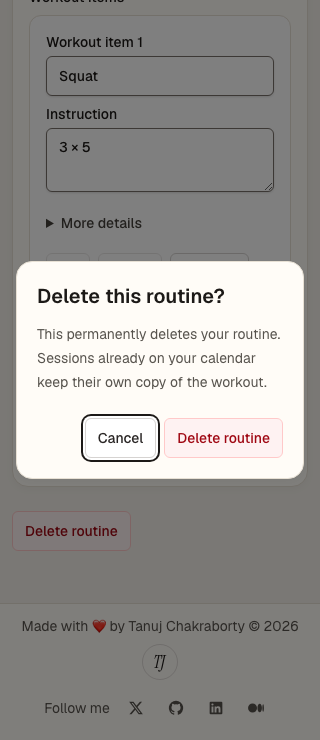 Workout item 1
Squat
Instruction
3 × 5
More details
Delete this routine?
This permanently deletes your routine.
Sessions already on your calendar
keep their own copy of the workout.
Cancel
Delete routine
Delete routine
Made with ❤️ by Tanuj Chakraborty © 2026
TJ
Follow me